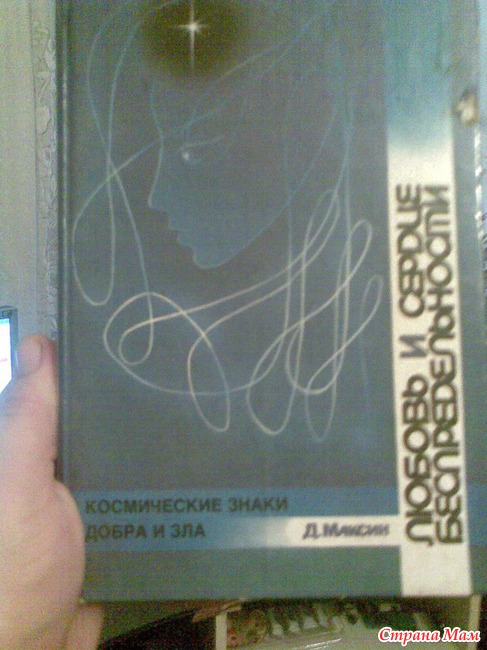 ЛЮБОВЬ И СЕРДЦЕ
БЕСПРЕДЕЛЬНОСТИ
КОСМИЧЕСКИЕ ЗНАКИ
ДОБРА И ЗЛА
Д. МАКСИН
Страна Мам